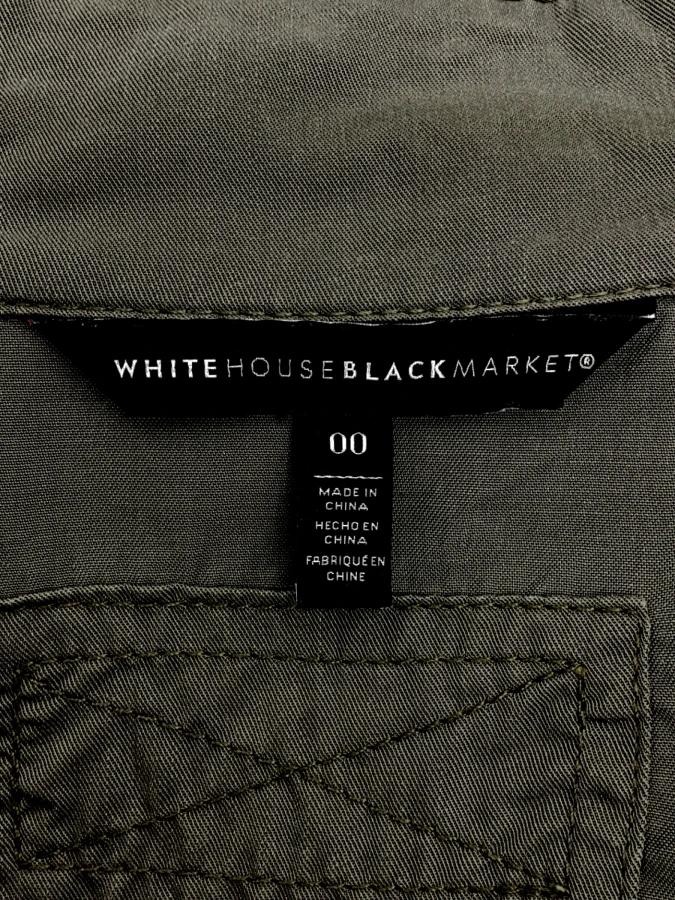 WHITEHOUSEBLACKMARKET®
00
MADE IN
CHINA
HECHO EN
CHINA
FABRIQUÉ EN
CHINE